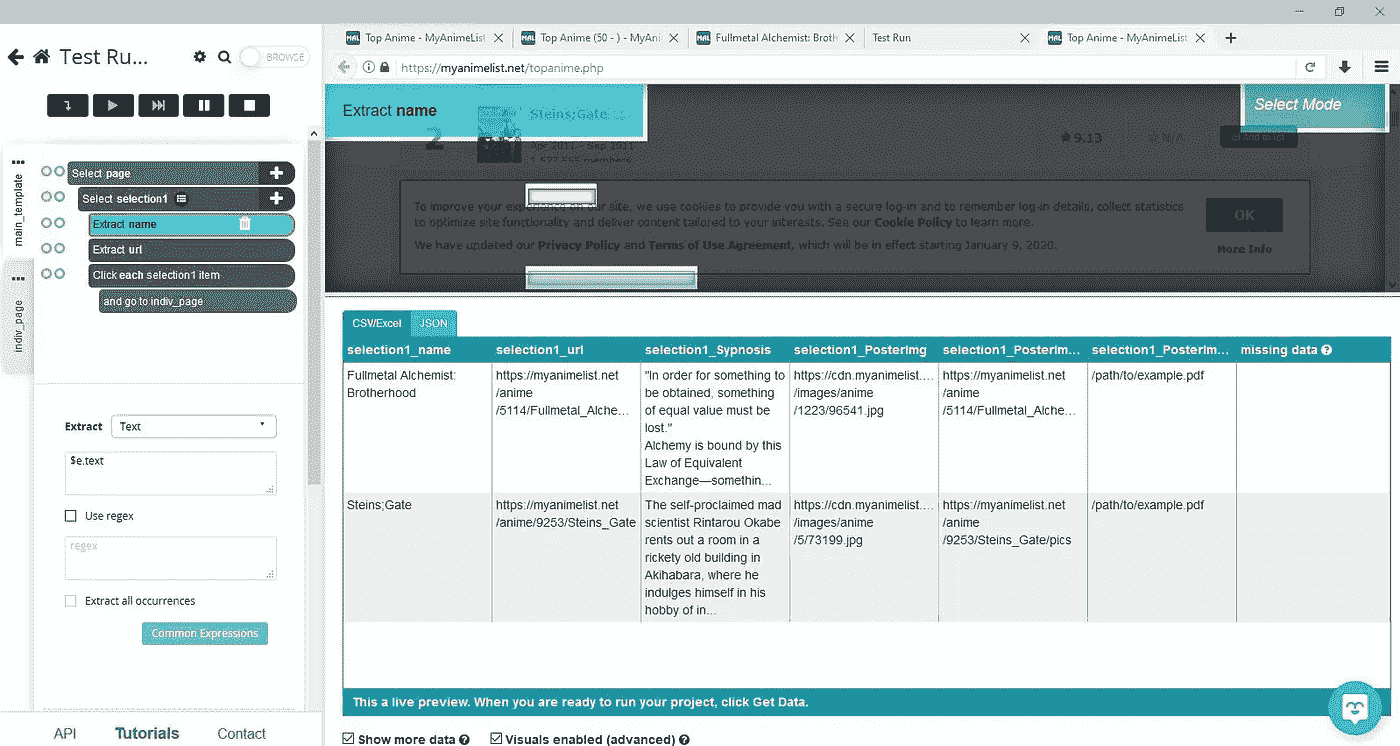 Test Ru...
BROWSE
Top Anime - MyAnimeList
Top Anime (50 - ) - MyAni
Fullmetal Alchemist: Broth
Test Run
Top Anime - MyAnimeList
https://myanimelist.net/topanime.php
main_template
indiv_page
Select page
Select selection1
Extract name
Extract url
Click each selection1 item
and go to indiv_page
Extract
Text
$e.text
Use regex
regex
Extract all occurrences
Common Expressions
API
Tutorials
Contact
Extract name
Select Mode
2
Steins;Gate
Apr 2011 - Sep 2011
9.13
N/A
To improve your experience on our site, we use cookies to provide you with a secure log-in and to remember log-in details, collect statistics
to optimize site functionality and deliver content tailored to your interests. See our Cookie Policy to learn more.
We have updated our Privacy Policy and Terms of Use Agreement, which will be in effect starting January 9, 2020.
OK
More Info
CSV/Excel
JSON
selection1_name
selection1_url
selection1_Sypnosis
selection1_PosterImg
selection1_PosterIm...
selection1_PosterIm...
missing data
Fullmetal Alchemist:
Brotherhood
https://myanimelist.net
/anime
/5114/Fullmetal_Alche...
"In order for something to
be obtained, something
of equal value must be
lost."
Alchemy is bound by this
Law of Equivalent
Exchange—somethin...
https://cdn.myanimelist....
/images/anime
/1223/96541.jpg
https://myanimelist.net
/anime
/5114/Fullmetal_Alche...
/path/to/example.pdf
Steins;Gate
https://myanimelist.net
/anime/9253/Steins_Gate
The self-proclaimed mad
scientist Rintarou Okabe
rents out a room in a
rickety old building in
Akihabara, where he
indulges himself in his
hobby of in...
https://cdn.myanimelist....
/images/anime
/5/73199.jpg
https://myanimelist.net
/anime
/9253/Steins_Gate/pics
/path/to/example.pdf
This a live preview. When you are ready to run your project, click Get Data.
Show more data
Visuals enabled (advanced)